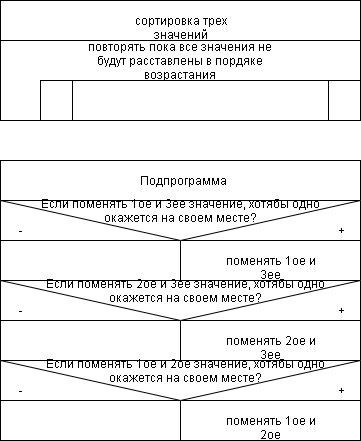 сортировка трех
значений
повторять пока все значения не
будут расставлены в пордяке
возрастания
Подпрограмма
Если поменять 1ое и 3ее значение, хотябы одно
окажется на своем месте?
- +
поменять 1ое и
3ее
Если поменять 2ое и 3ее значение, хотябы одно
окажется на своем месте?
- +
поменять 2ое и
3ее
Если поменять 1ое и 2ое значение, хотябы одно
окажется на своем месте?
- +
поменять 1ое и
2ое